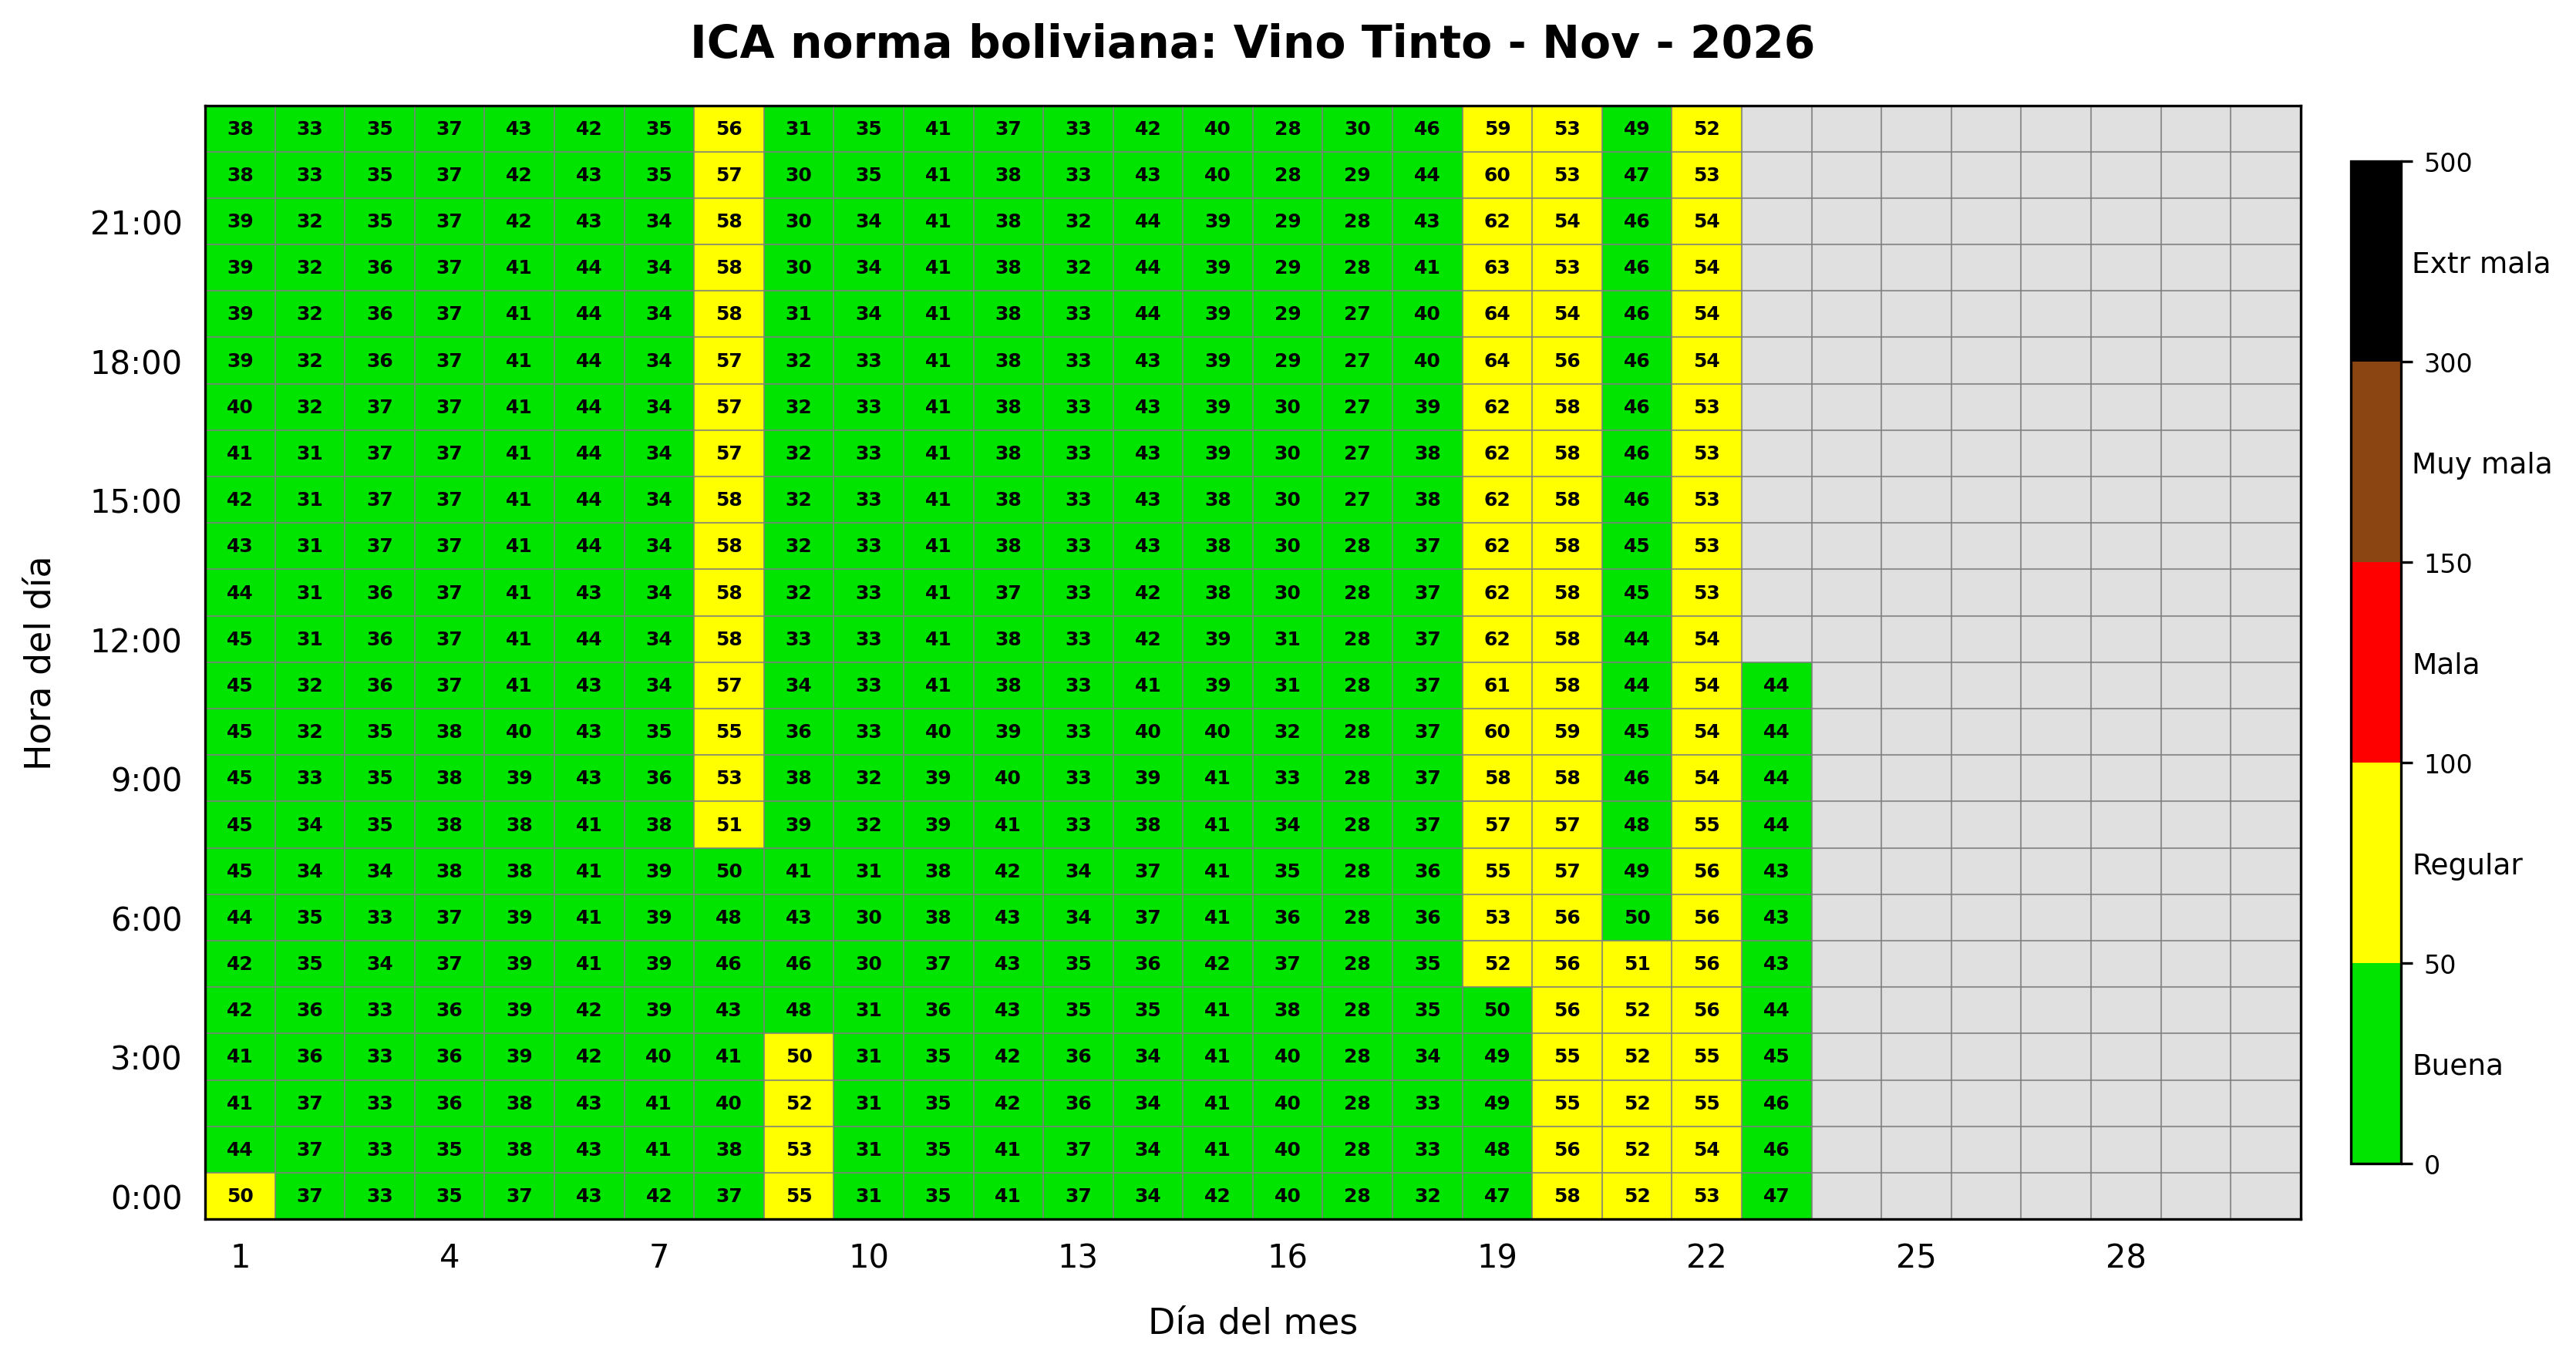 ICA norma boliviana: Vino Tinto - Nov - 2026
38 33 35 37 43 42 35 56 31 35 41 37 33 42 40 28 30 46 59 53 49 52
38 33 35 37 42 43 35 57 30 35 41 38 33 43 40 28 29 44 60 53 47 53
21:00 39 32 35 37 42 43 34 58 30 34 41 38 32 44 39 29 28 43 62 54 46 54
39 32 36 37 41 44 34 58 30 34 41 38 32 44 39 29 28 41 63 53 46 54
39 32 36 37 41 44 34 58 31 34 41 38 33 44 39 29 27 40 64 54 46 54
18:00 39 32 36 37 41 44 34 57 32 33 41 38 33 43 39 29 27 40 64 56 46 54
40 32 37 37 41 44 34 57 32 33 41 38 33 43 39 30 27 39 62 58 46 53
41 31 37 37 41 44 34 57 32 33 41 38 33 43 39 30 27 38 62 58 46 53
15:00 42 31 37 37 41 44 34 58 32 33 41 38 33 43 38 30 27 38 62 58 46 53
43 31 37 37 41 44 34 58 32 33 41 38 33 43 38 30 28 37 62 58 45 53
44 31 36 37 41 43 34 58 32 33 41 37 33 42 38 30 28 37 62 58 45 53
12:00 45 31 36 37 41 44 34 58 33 33 41 38 33 42 39 31 28 37 62 58 44 54
45 32 36 37 41 43 34 57 34 33 41 38 33 41 39 31 28 37 61 58 44 54 44
45 32 35 38 40 43 35 55 36 33 40 39 33 40 40 32 28 37 60 59 45 54 44
9:00 45 33 35 38 39 43 36 53 38 32 39 40 33 39 41 33 28 37 58 58 46 54 44
45 34 35 38 38 41 38 51 39 32 39 41 33 38 41 34 28 37 57 57 48 55 44
45 34 34 38 38 41 39 50 41 31 38 42 34 37 41 35 28 36 55 57 49 56 43
6:00 44 35 33 37 39 41 39 48 43 30 38 43 34 37 41 36 28 36 53 56 50 56 43
42 35 34 37 39 41 39 46 46 30 37 43 35 36 42 37 28 35 52 56 51 56 43
42 36 33 36 39 42 39 43 48 31 36 43 35 35 41 38 28 35 50 56 52 56 44
3:00 41 36 33 36 39 42 40 41 50 31 35 42 36 34 41 40 28 34 49 55 52 55 45
41 37 33 36 38 43 41 40 52 31 35 42 36 34 41 40 28 33 49 55 52 55 46
44 37 33 35 38 43 41 38 53 31 35 41 37 34 41 40 28 33 48 56 52 54 46
0:00 50 37 33 35 37 43 42 37 55 31 35 41 37 34 42 40 28 32 47 58 52 53 47
1 4 7 10 13 16 19 22 25 28
Día del mes
Hora del día
500
Extr mala
300
Muy mala
150
Mala
100
Regular
50
Buena
0